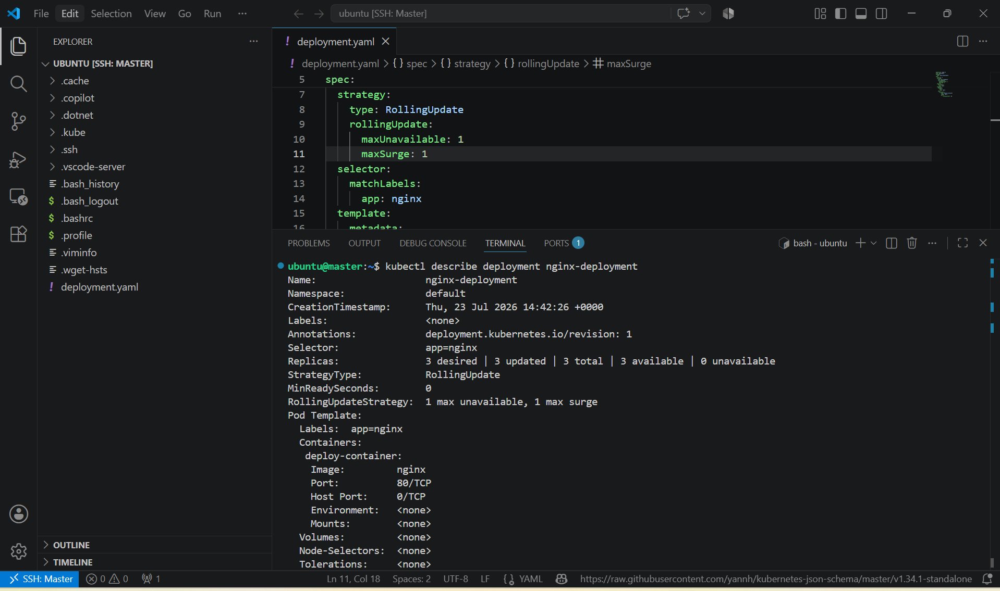 File Edit Selection View Go Run ubuntu [SSH: Master]
EXPLORER
UBUNTU [SSH: MASTER]
.cache
.copilot
.dotnet
.kube
.ssh
.vscode-server
.bash_history
.bash_logout
.bashrc
.profile
.viminfo
.wget-hsts
deployment.yaml
OUTLINE
TIMELINE
deployment.yaml
deployment.yaml > {} spec > {} strategy > {} rollingUpdate > # maxSurge
5 spec:
7 strategy:
8 type: RollingUpdate
9 rollingUpdate:
10 maxUnavailable: 1
11 maxSurge: 1
12 selector:
13 matchLabels:
14 app: nginx
15 template:
16 metadata:
PROBLEMS OUTPUT DEBUG CONSOLE TERMINAL PORTS 1 bash - ubuntu
ubuntu@master:~$ kubectl describe deployment nginx-deployment
Name: nginx-deployment
Namespace: default
CreationTimestamp: Thu, 23 Jul 2026 14:42:26 +0000
Labels: <none>
Annotations: deployment.kubernetes.io/revision: 1
Selector: app=nginx
Replicas: 3 desired | 3 updated | 3 total | 3 available | 0 unavailable
StrategyType: RollingUpdate
MinReadySeconds: 0
RollingUpdateStrategy: 1 max unavailable, 1 max surge
Pod Template:
Labels: app=nginx
Containers:
deploy-container:
Image: nginx
Port: 80/TCP
Host Port: 0/TCP
Environment: <none>
Mounts: <none>
Volumes: <none>
Node-Selectors: <none>
Tolerations: <none>
SSH: Master 0 0 1 Ln 11, Col 18 Spaces: 2 UTF-8 LF YAML https://raw.githubusercontent.com/yannh/kubernetes-json-schema/master/v1.34.1-standalone